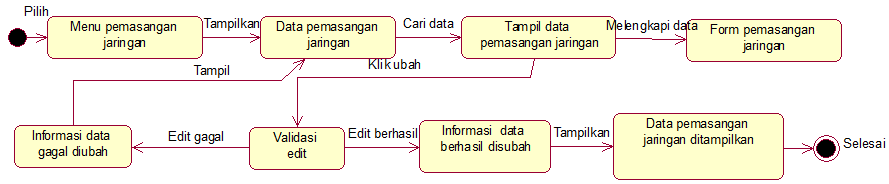 Pilih
Menu pemasangan
jaringan
Tampilkan
Data pemasangan
jaringan
Cari data
Tampil data
pemasangan jaringan
Melengkapi data
Form pemasangan
jaringan
Tampil
Klik ubah
Informasi data
gagal diubah
Edit gagal
Validasi
edit
Edit berhasil
Informasi data
berhasil disubah
Tampilkan
Data pemasangan
jaringan ditampilkan
Selesai